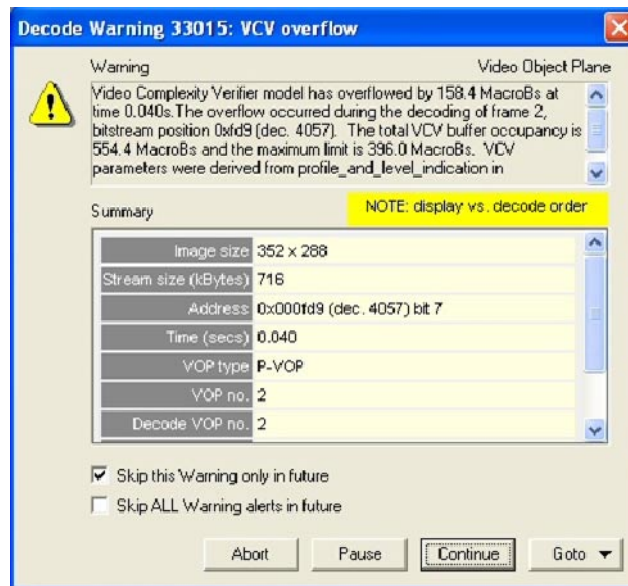 Decode Warning 33015: VCV overflow
Warning
Video Object Plane
Video Complexity Verifier model has overflowed by 158.4 MacroBs at
time 0.040s.The overflow occurred during the decoding of frame 2,
bitstream position 0xfd9 (dec. 4057). The total VCV buffer occupancy is
554.4 MacroBs and the maximum limit is 396.0 MacroBs. VCV
parameters were derived from profile_and_level_indication in
Summary
NOTE: display vs. decode order
Image size 352 x 288
Stream size (kBytes) 716
Address 0x000fd9 (dec. 4057) bit 7
Time (secs) 0.040
VOP type P-VOP
VOP no. 2
Decode VOP no. 2
Skip this Warning only in future
Skip ALL Warning alerts in future
Abort Pause Continue Goto